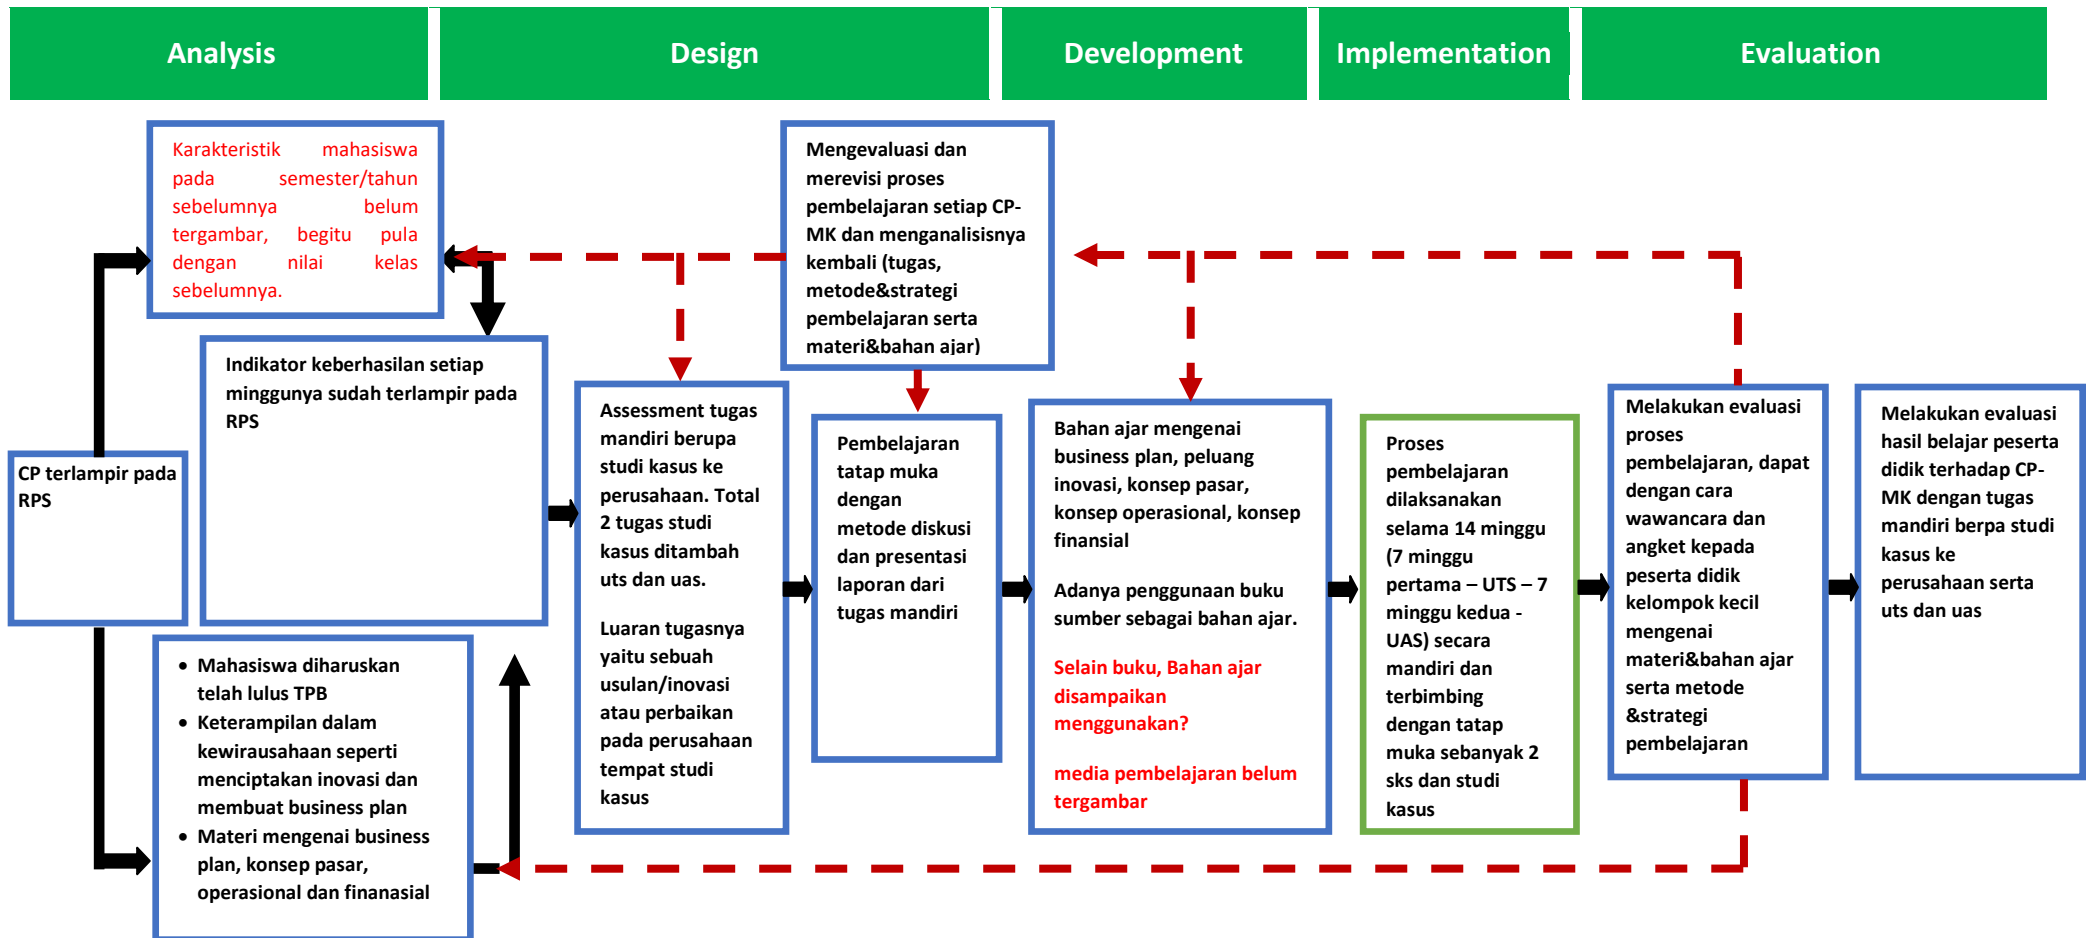 Analysis
Design
Development
Implementation
Evaluation
Karakteristik mahasiswa
pada semester/tahun
sebelumnya belum
tergambar, begitu pula
dengan nilai kelas
sebelumnya.
Mengevaluasi dan
merevisi proses
pembelajaran setiap CP-
MK dan menganalisisnya
kembali (tugas,
metode&strategi
pembelajaran serta
materi&bahan ajar)
Indikator keberhasilan setiap
minggunya sudah terlampir pada
RPS
CP terlampir pada
RPS
• Mahasiswa diharuskan
telah lulus TPB
• Keterampilan dalam
kewirausahaan seperti
menciptakan inovasi dan
membuat business plan
• Materi mengenai business
plan, konsep pasar,
operasional dan finanasial
Assessment tugas
mandiri berupa
studi kasus ke
perusahaan. Total
2 tugas studi
kasus ditambah
uts dan uas.
Luaran tugasnya
yaitu sebuah
usulan/inovasi
atau perbaikan
pada perusahaan
tempat studi
kasus
Pembelajaran
tatap muka
dengan
metode diskusi
dan presentasi
laporan dari
tugas mandiri
Bahan ajar mengenai
business plan, peluang
inovasi, konsep pasar,
konsep operasional, konsep
finansial
Adanya penggunaan buku
sumber sebagai bahan ajar.
Selain buku, Bahan ajar
disampaikan
menggunakan?
media pembelajaran belum
tergambar
Proses
pembelajaran
dilaksanakan
selama 14 minggu
(7 minggu
pertama – UTS – 7
minggu kedua -
UAS) secara
mandiri dan
terbimbing
dengan tatap
muka sebanyak 2
sks dan studi
kasus
Melakukan evaluasi
proses
pembelajaran, dapat
dengan cara
wawancara dan
angket kepada
peserta didik
kelompok kecil
mengenai
materi&bahan ajar
serta metode
&strategi
pembelajaran
Melakukan evaluasi
hasil belajar peserta
didik terhadap CP-
MK dengan tugas
mandiri berpa studi
kasus ke
perusahaan serta
uts dan uas